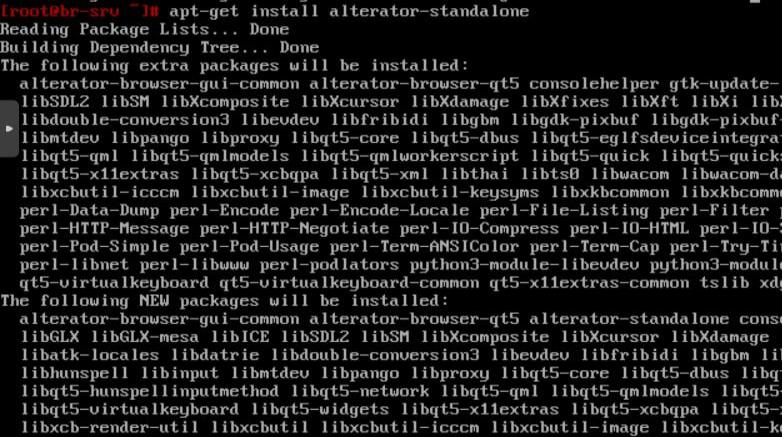 [root@br-srv ~]# apt-get install alterator-standalone
Reading Package Lists... Done
Building Dependency Tree... Done
The following extra packages will be installed:
alterator-browser-gui-common alterator-browser-qt5 consolehelper gtk-update-
libSDL2 libSM libXcomposite libXcursor libXdamage libXfixes libXft libXi libX
libdouble-conversion3 libevdev libfribidi libgbm libgdk-pixbuf libgdk-pixbuf-
libmtdev libpango libproxy libqt5-core libqt5-dbus libqt5-eglfsdeviceintegra
libqt5-qml libqt5-qmlmodels libqt5-qmlworkerscript libqt5-quick libqt5-quick
libqt5-x11extras libqt5-xcbqpa libqt5-xml libthai libts0 libwacom libwacom-da
libxcbutil-icccm libxcbutil-image libxcbutil-keysyms libxkbcommon libxkbcomm
perl-Data-Dump perl-Encode perl-Encode-Locale perl-File-Listing perl-Filter
perl-HTTP-Message perl-HTTP-Negotiate perl-IO-Compress perl-IO-HTML perl-IO-
perl-Pod-Simple perl-Pod-Usage perl-Term-ANSIColor perl-Term-Cap perl-Try-Ti
perl-libnet perl-libwww perl-podlators python3-module-libevdev python3-modul
qt5-virtualkeyboard qt5-virtualkeyboard-common qt5-x11extras-common tslib xd
The following NEW packages will be installed:
alterator-browser-gui-common alterator-browser-qt5 alterator-standalone cons
libGLX libGLX-mesa libICE libSDL2 libSM libXcomposite libXcursor libXdamage
libatk-locales libdatrie libdouble-conversion3 libevdev libfribidi libgbm li
libhunspell libinput libmtdev libpango libproxy libqt5-core libqt5-dbus libq
libqt5-hunspellinputmethod libqt5-network libqt5-qml libqt5-qmlmodels libqt5
libqt5-virtualkeyboard libqt5-widgets libqt5-x11extras libqt5-xcbqpa libqt5-
libxcb-render-util libxcbutil libxcbutil-icccm libxcbutil-image libxcbutil-k